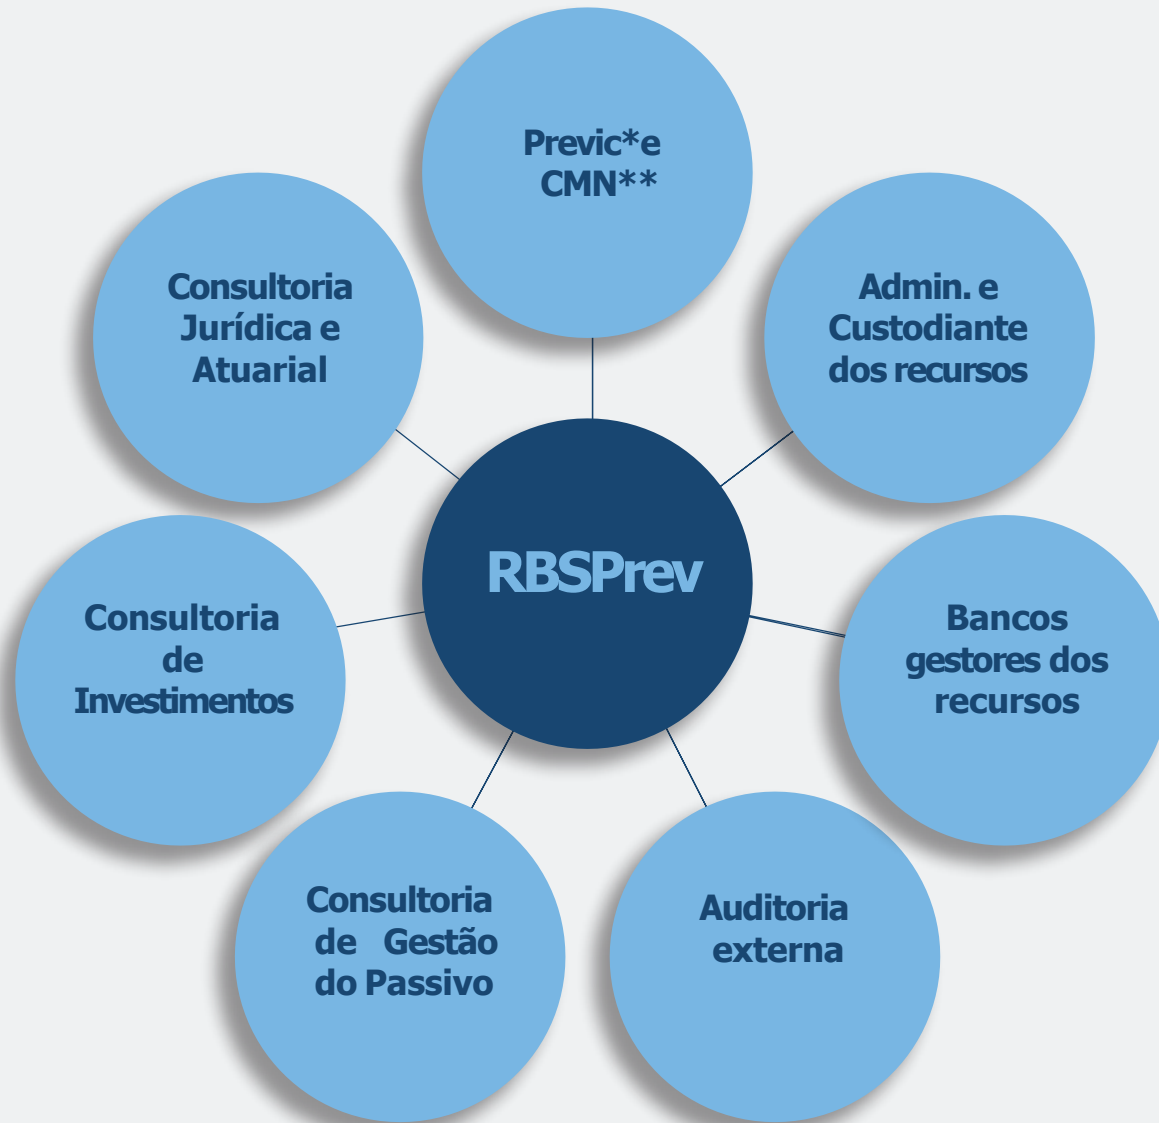 Previc*e
CMN**
Consultoria
Jurídica e
Atuarial
Admin. e
Custodiante
dos recursos
RBSPrev
Consultoria
de
Investimentos
Bancos
gestores dos
recursos
Consultoria
de Gestão
do Passivo
Auditoria
externa